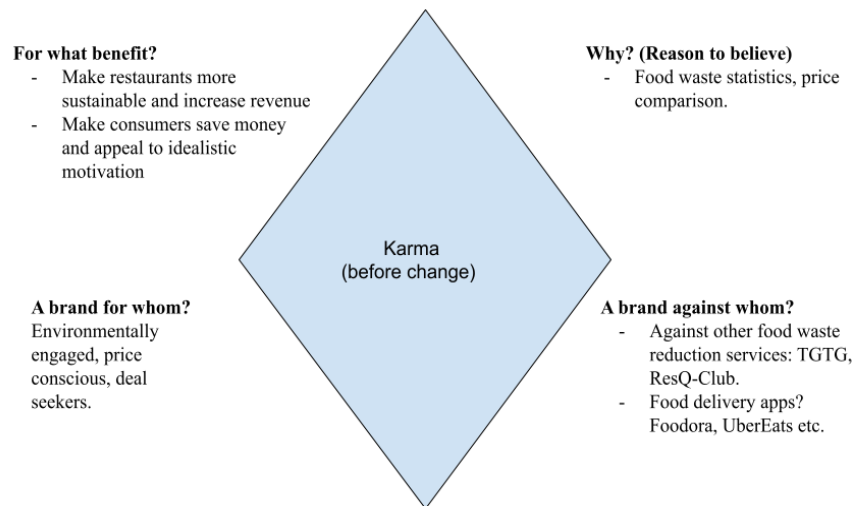 For what benefit?
- Make restaurants more
sustainable and increase revenue
- Make consumers save money
and appeal to idealistic
motivation
Why? (Reason to believe)
- Food waste statistics, price
comparison.
Karma
(before change)
A brand for whom?
Environmentally
engaged, price
conscious, deal
seekers.
A brand against whom?
- Against other food waste
reduction services: TGTG,
ResQ-Club.
- Food delivery apps?
Foodora, UberEats etc.